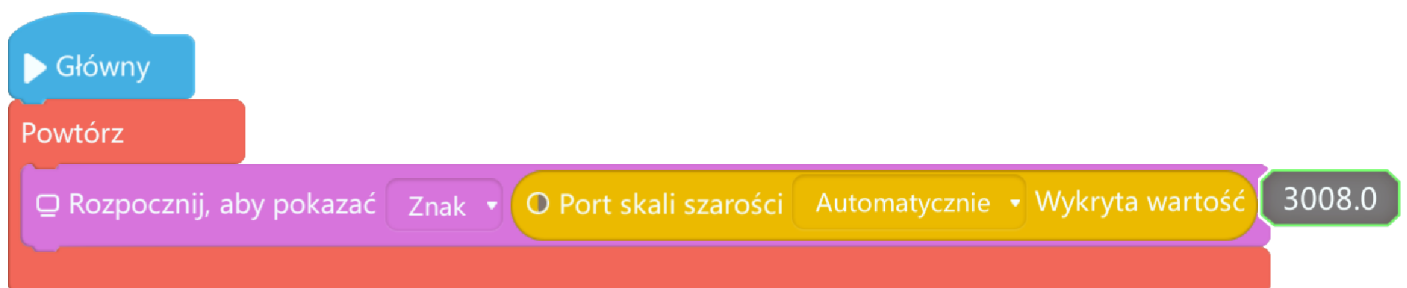 Główny
Powtórz
Rozpocznij, aby pokazać Znak Port skali szarości Automatycznie Wykryta wartość 3008.0